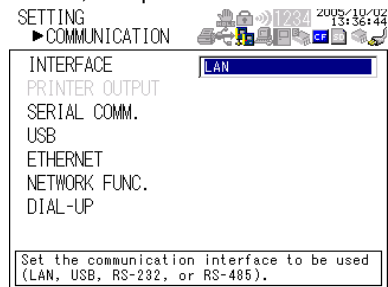 SETTING
2005/10/02
1234
13:36:44
►COMMUNICATION
CF
SD
INTERFACE
LAN
PRINTER OUTPUT
SERIAL COMM.
USB
ETHERNET
NETWORK FUNC.
DIAL-UP
Set the communication interface to be used
(LAN, USB, RS-232, or RS-485).